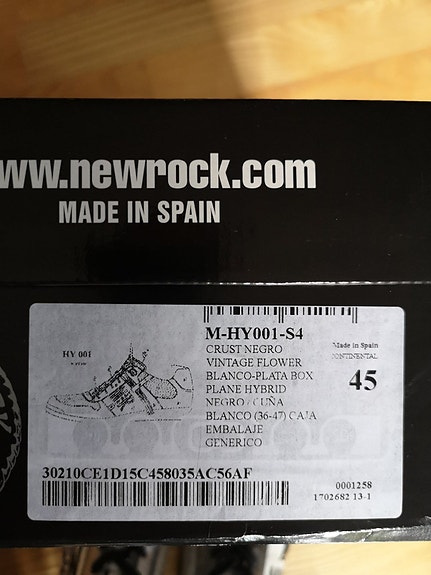 ww.newrock.com
MADE IN SPAIN
M-HY001-S4
HY 001
CRUST NEGRO
VINTAGE FLOWER
BLANCO-PLATA BOX
PLANE HYBRID
NEGRO / CUÑA
BLANCO (36-47) CAJA
EMBALAJE
GENERICO
Made in Spain
CONTINENTAL
45
30210CE1D15C458035AC56AF
0001258
1702682 13-1